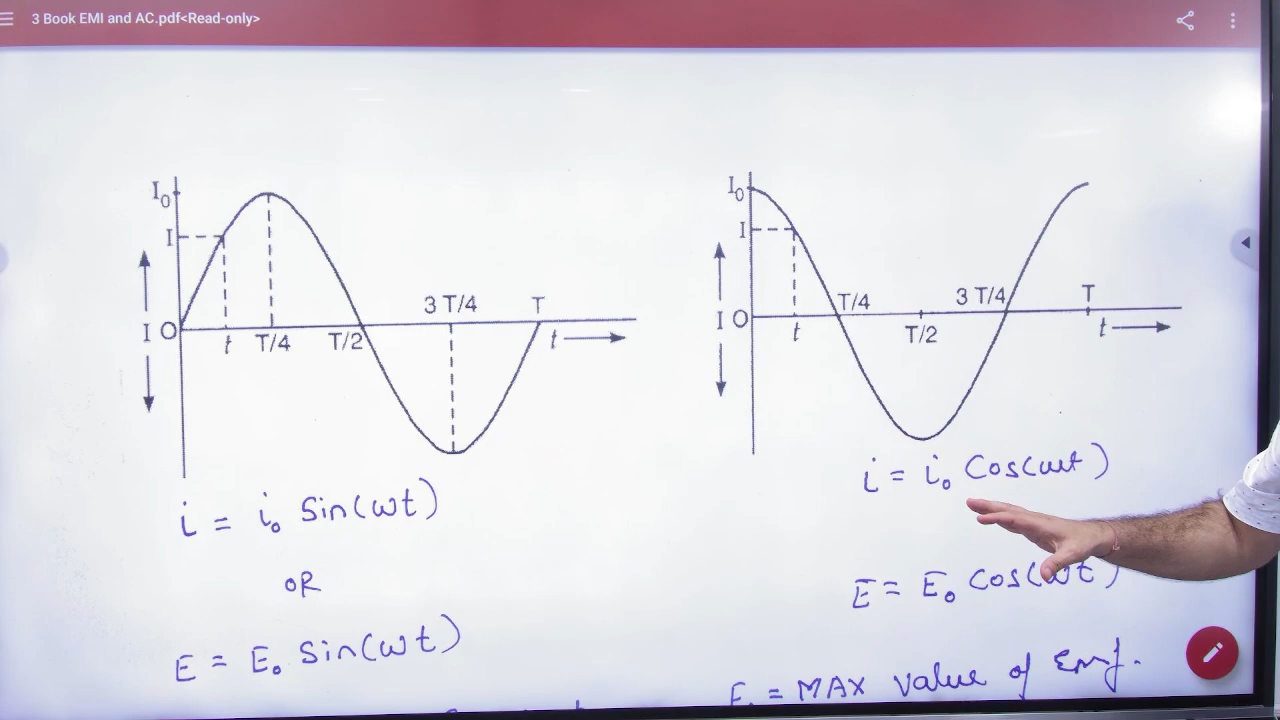 3 Book EMI and AC.pdf<Read-only>
I₀
I
I O
t
T/4
T/2
3 T/4
T
t
i = i₀ Sin(ωt)
OR
E = E₀ Sin(ωt)
I₀
I
I O
t
T/4
T/2
3 T/4
T
t
i = i₀ Cos(ωt)
E = E₀ Cos(ωt)
= MAX value of Emf.